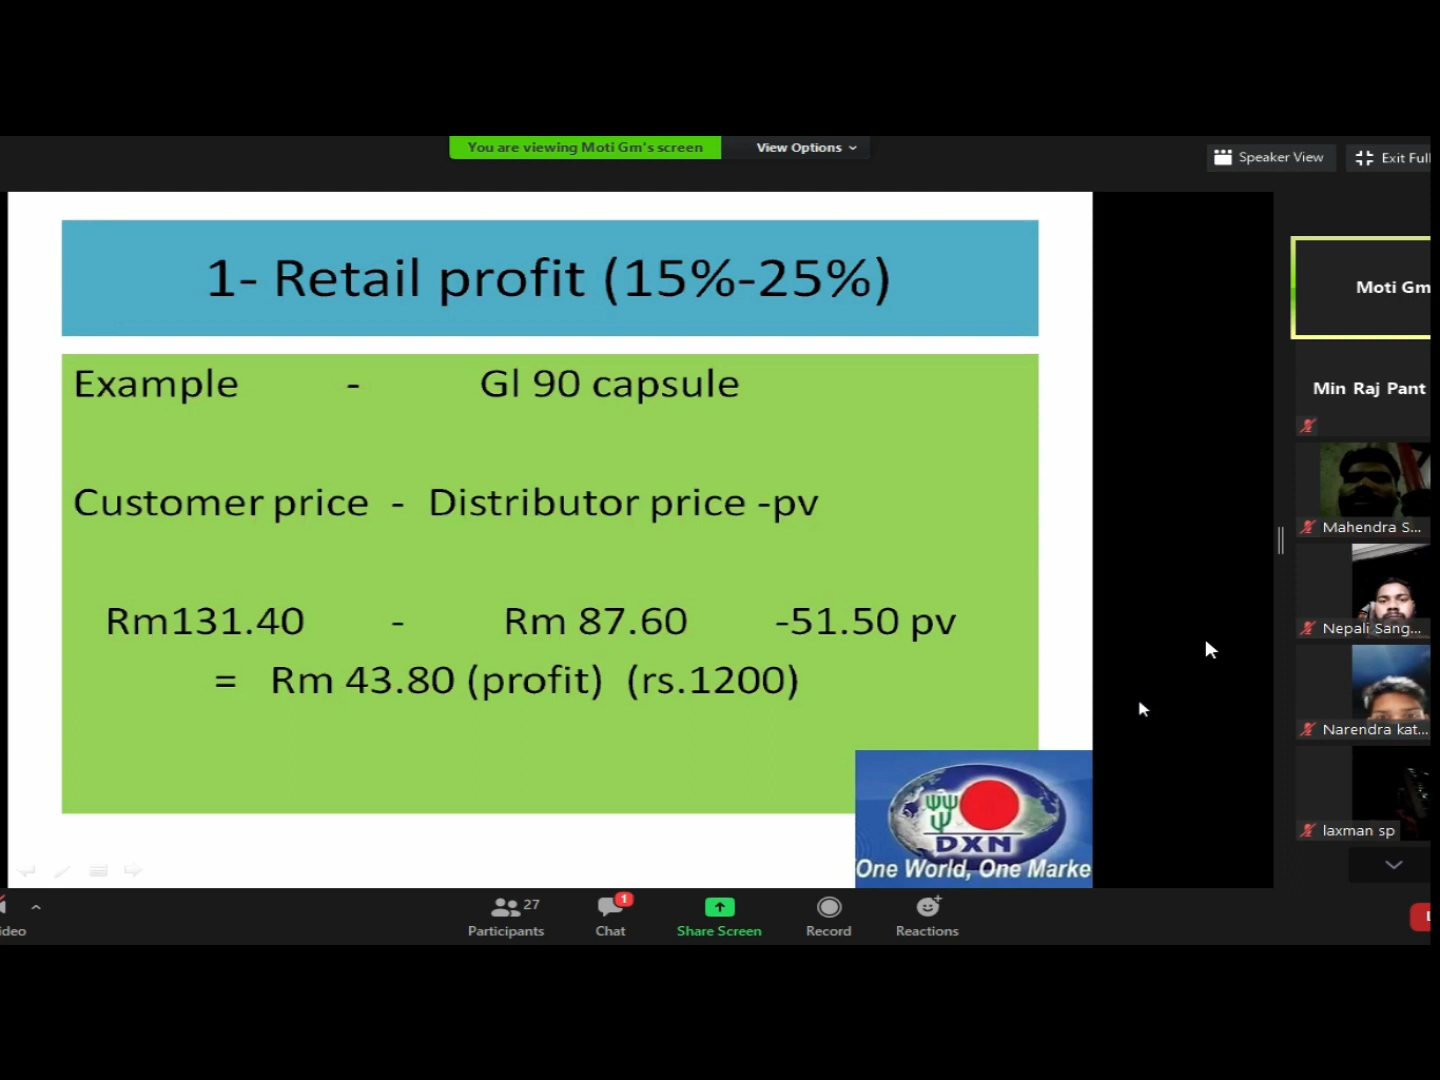 You are viewing Moti Gm's screen
View Options
Speaker View
Exit Full
1- Retail profit (15%-25%)
Example - Gl 90 capsule
Customer price - Distributor price -pv
Rm131.40 - Rm 87.60 -51.50 pv
= Rm 43.80 (profit) (rs.1200)
DXN
One World, One Marke
Moti Gm
Min Raj Pant
Mahendra S...
Nepali Sang...
Narendra kat...
laxman sp
ideo
27
Participants
1
Chat
Share Screen
Record
Reactions